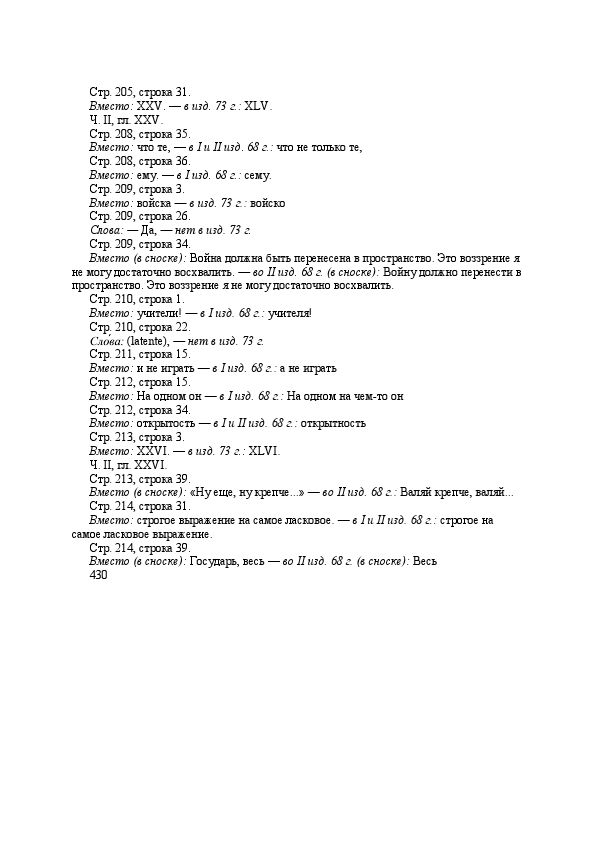 Стр. 205, строка 31.
Вместо: XXV. — в изд. 73 г.: XLV.
Ч. II, гл. XXV.
Стр. 208, строка 35.
Вместо: что те, — в I и II изд. 68 г.: что не только те,
Стр. 208, строка 36.
Вместо: ему. — в I изд. 68 г.: сему.
Стр. 209, строка 3.
Вместо: войска — в изд. 73 г.: войско
Стр. 209, строка 26.
Слова: — Да, — нет в изд. 73 г.
Стр. 209, строка 34.
Вместо (в сноске): Война должна быть перенесена в пространство. Это воззрение я
не могу достаточно восхвалить. — во II изд. 68 г. (в сноске): Войну должно перенести в
пространство. Это воззрение я не могу достаточно восхвалить.
Стр. 210, строка 1.
Вместо: учители! — в I изд. 68 г.: учителя!
Стр. 210, строка 22.
Сло́ва: (latente), — нет в изд. 73 г.
Стр. 211, строка 15.
Вместо: и не играть — в I изд. 68 г.: а не играть
Стр. 212, строка 15.
Вместо: На одном он — в I изд. 68 г.: На одном на чем-то он
Стр. 212, строка 34.
Вместо: открытость — в I и II изд. 68 г.: открытность
Стр. 213, строка 3.
Вместо: XXVI. — в изд. 73 г.: XLVI.
Ч. II, гл. XXVI.
Стр. 213, строка 39.
Вместо (в сноске): «Ну еще, ну крепче...» — во II изд. 68 г.: Валяй крепче, валяй...
Стр. 214, строка 31.
Вместо: строгое выражение на самое ласковое. — в I и II изд. 68 г.: строгое на
самое ласковое выражение.
Стр. 214, строка 39.
Вместо (в сноске): Государь, весь — во II изд. 68 г. (в сноске): Весь
430